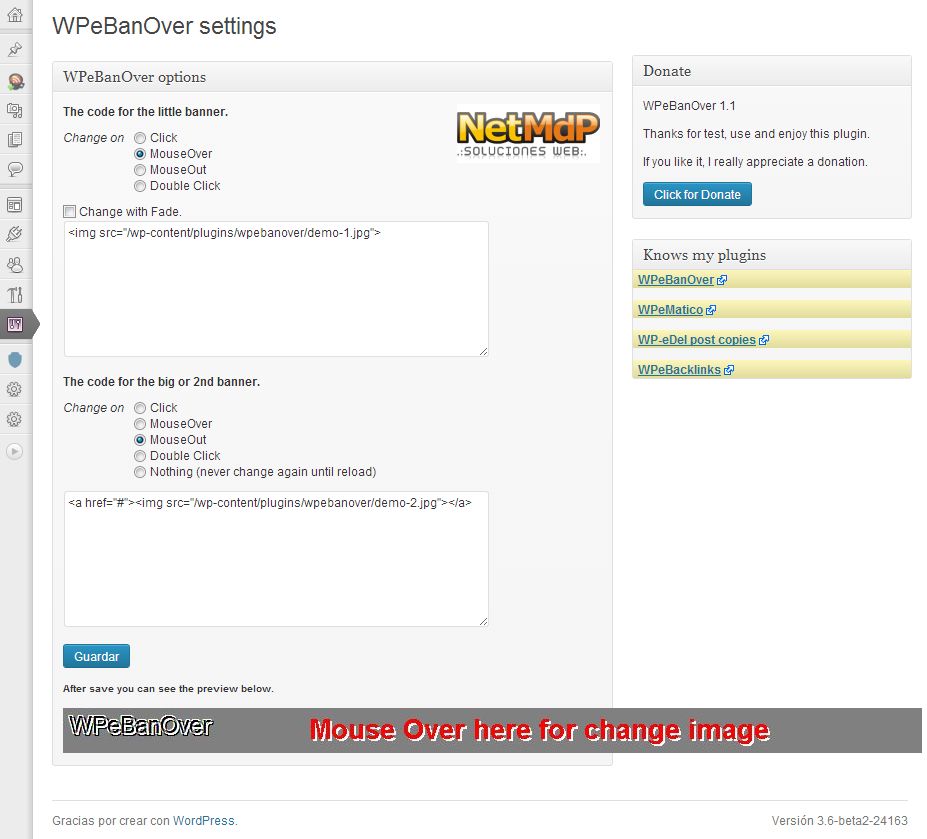 WPeBanOver settings
WPeBanOver options
The code for the little banner.
NetMdP
.:SOLUCIONES WEB:.
Change on
Click
MouseOver
MouseOut
Double Click
Change with Fade.
<img src="/wp-content/plugins/wpebanover/demo-1.jpg">
The code for the big or 2nd banner.
Change on
Click
MouseOver
MouseOut
Double Click
Nothing (never change again until reload)
<a href="#"><img src="/wp-content/plugins/wpebanover/demo-2.jpg"></a>
Guardar
After save you can see the preview below.
WPeBanOver
Mouse Over here for change image
Donate
WPeBanOver 1.1
Thanks for test, use and enjoy this plugin.
If you like it, I really appreciate a donation.
Click for Donate
Knows my plugins
WPeBanOver
WPeMatico
WP-eDel post copies
WPeBacklinks
Gracias por crear con WordPress.
Versión 3.6-beta2-24163